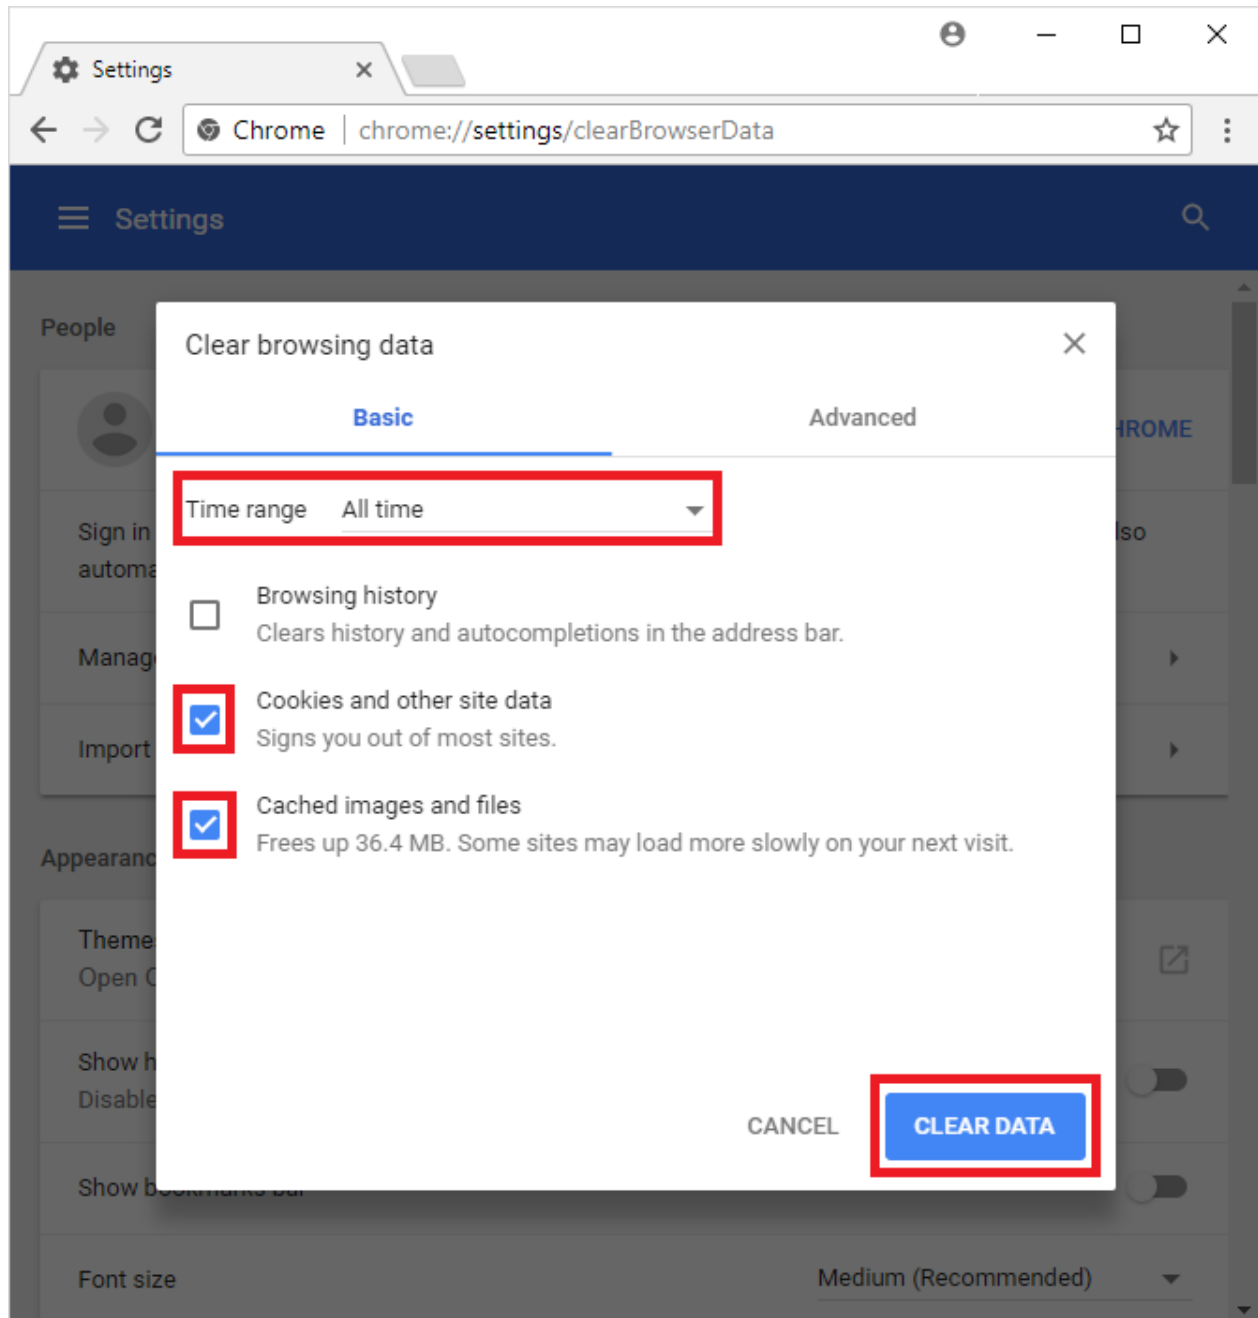 Settings
Chrome chrome://settings/clearBrowserData
Settings
People
Clear browsing data
Basic Advanced
Time range All time
Sign in
Browsing history
Clears history and autocompletions in the address bar.
Cookies and other site data
Signs you out of most sites.
Import
Cached images and files
Frees up 36.4 MB. Some sites may load more slowly on your next visit.
Open
Show
CANCEL CLEAR DATA
Show
Font size Medium (Recommended)